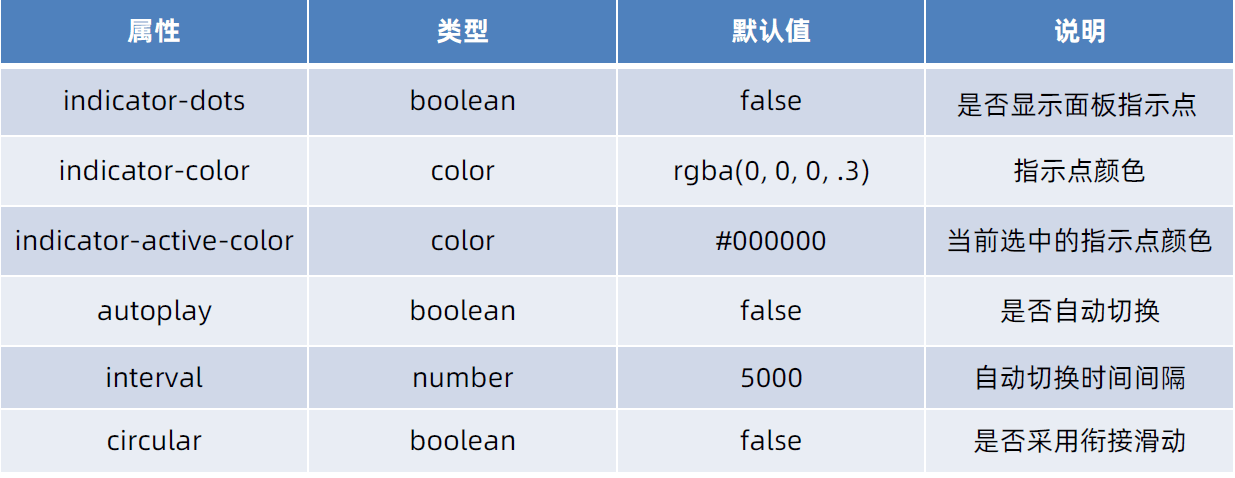 属性 类型 默认值 说明
indicator-dots boolean false 是否显示面板指示点
indicator-color color rgba(0, 0, 0, .3) 指示点颜色
indicator-active-color color #000000 当前选中的指示点颜色
autoplay boolean false 是否自动切换
interval number 5000 自动切换时间间隔
circular boolean false 是否采用衔接滑动